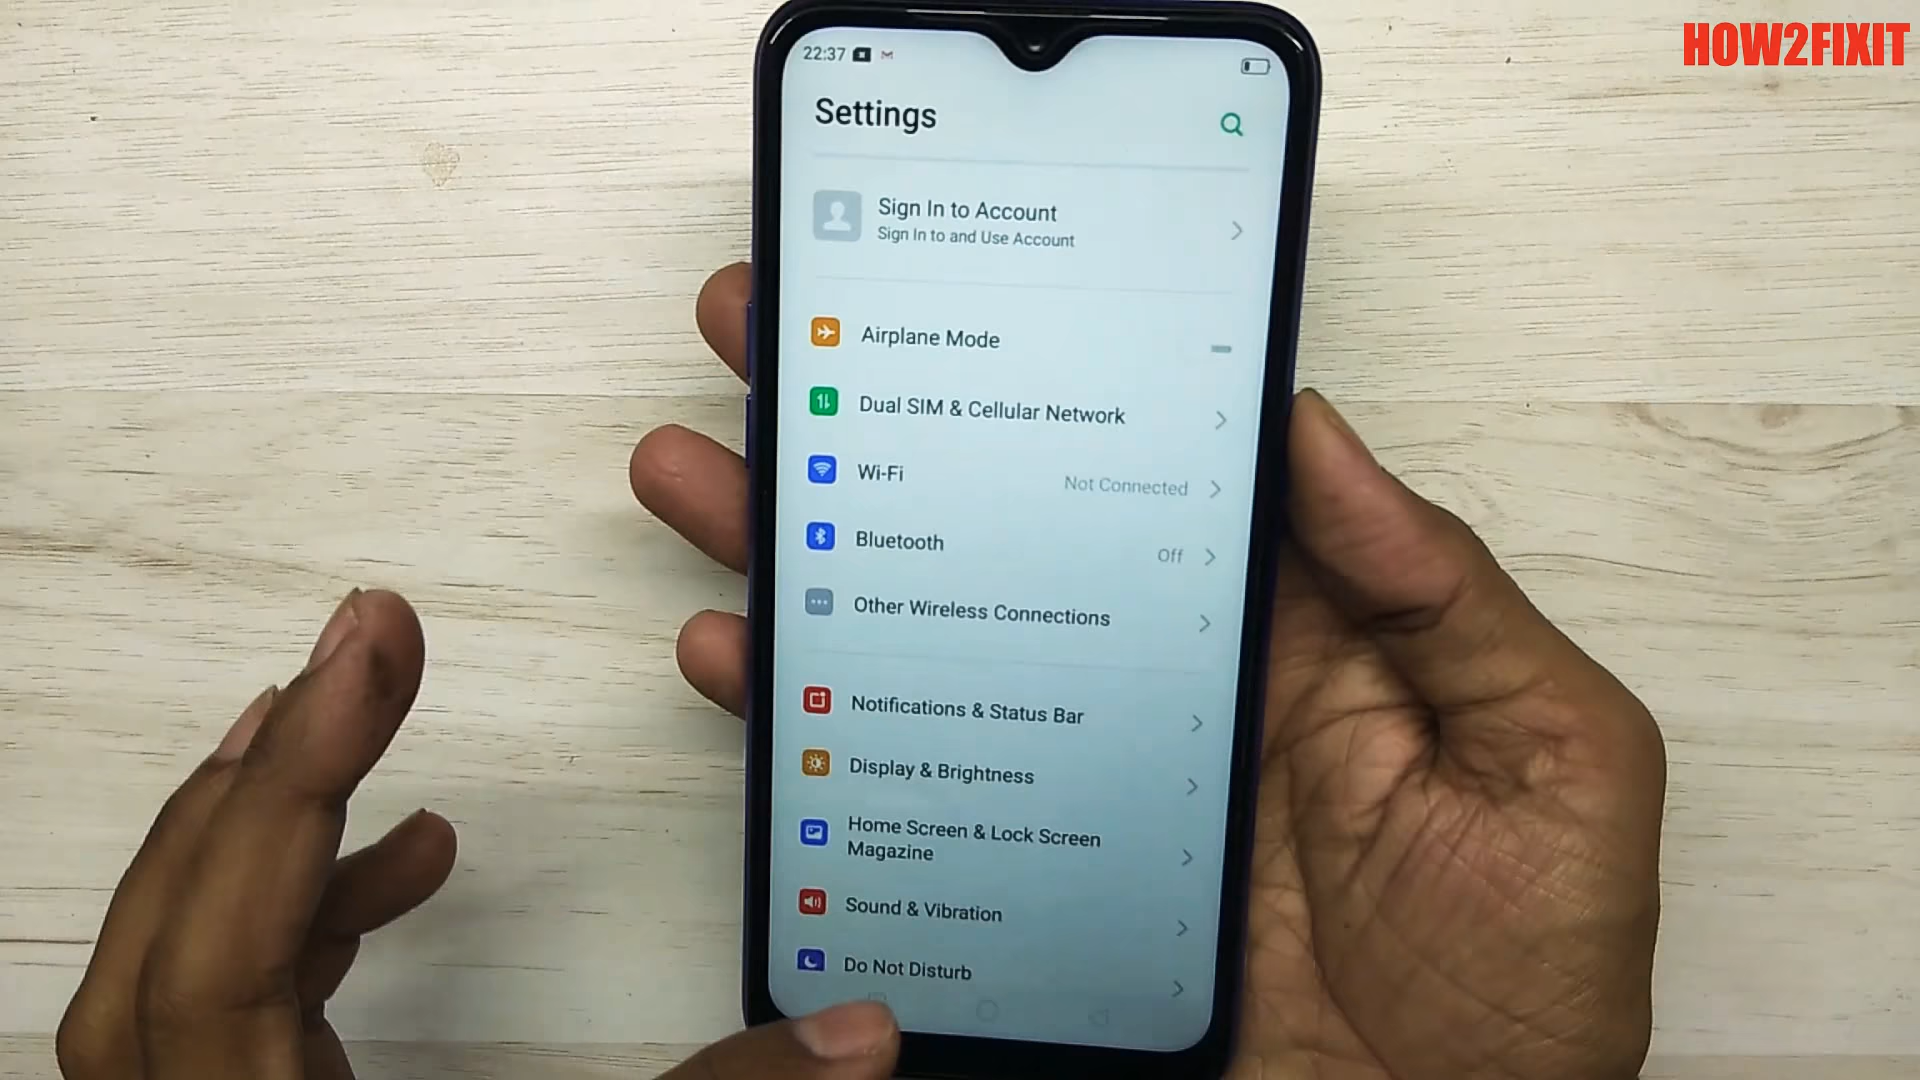 HOW2FIXIT
22:37
Settings
Sign In to Account
Sign In to and Use Account
Airplane Mode
Dual SIM & Cellular Network
Wi-Fi Not Connected
Bluetooth Off
Other Wireless Connections
Notifications & Status Bar
Display & Brightness
Home Screen & Lock Screen
Magazine
Sound & Vibration
Do Not Disturb